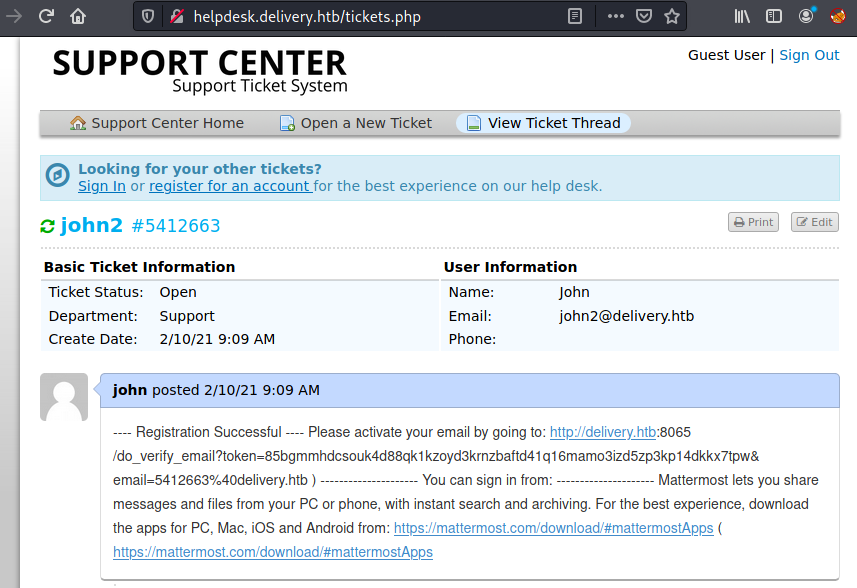 helpdesk.delivery.htb/tickets.php
SUPPORT CENTER
Support Ticket System
Guest User | Sign Out
Support Center Home
Open a New Ticket
View Ticket Thread
Looking for your other tickets?
Sign In or register for an account for the best experience on our help desk.
john2 #5412663
Print
Edit
Basic Ticket Information
User Information
Ticket Status: Open
Name: John
Department: Support
Email: john2@delivery.htb
Create Date: 2/10/21 9:09 AM
Phone:
john posted 2/10/21 9:09 AM
---- Registration Successful ---- Please activate your email by going to: http://delivery.htb:8065
/do_verify_email?token=85bgmmhdcsouk4d88qk1kzoyd3krnzbaftd41q16mamo3izd5zp3kp14dkkx7tpw&
email=5412663%40delivery.htb ) --------------------- You can sign in from: --------------------- Mattermost lets you share
messages and files from your PC or phone, with instant search and archiving. For the best experience, download
the apps for PC, Mac, iOS and Android from: https://mattermost.com/download/#mattermostApps (
https://mattermost.com/download/#mattermostApps